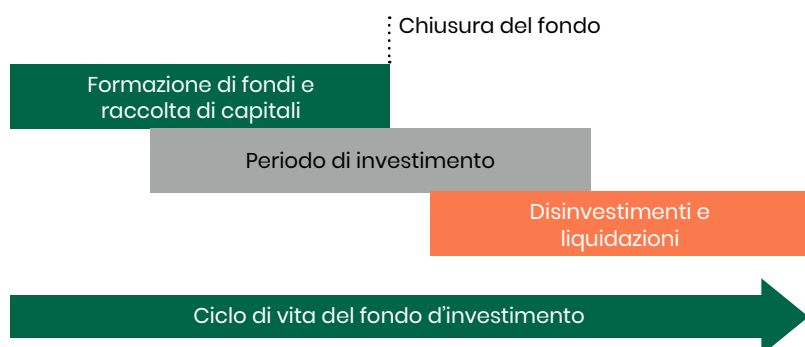 Chiusura del fondo
Formazione di fondi e
raccolta di capitali
Periodo di investimento
Disinvestimenti e
liquidazioni
Ciclo di vita del fondo d’investimento